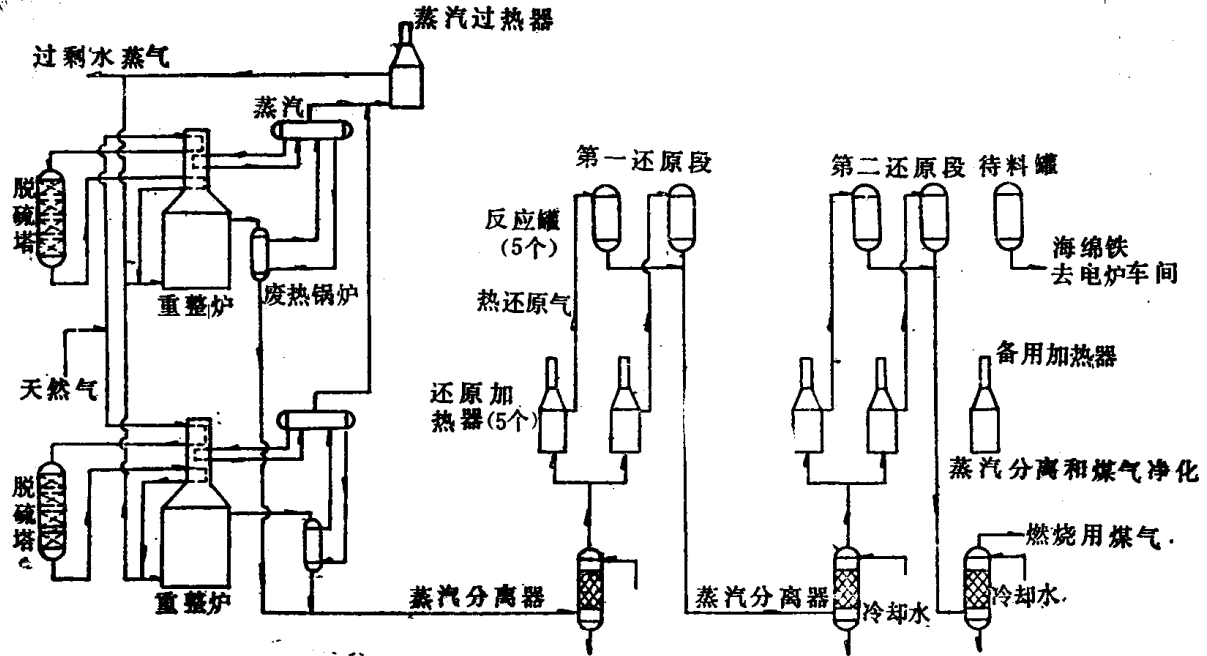 蒸汽过热器
过剩水蒸气
蒸汽
脱
硫
塔
重整炉
废热锅炉
天然气
脱
硫
塔
重整炉
第一还原段
反应罐
(5个)
热还原气
还原加
热器(5个)
蒸汽分离器
第二还原段
待料罐
海绵铁
去电炉车间
备用加热器
蒸汽分离和煤气净化
燃烧用煤气.
蒸汽分离器
冷却水
冷却水.